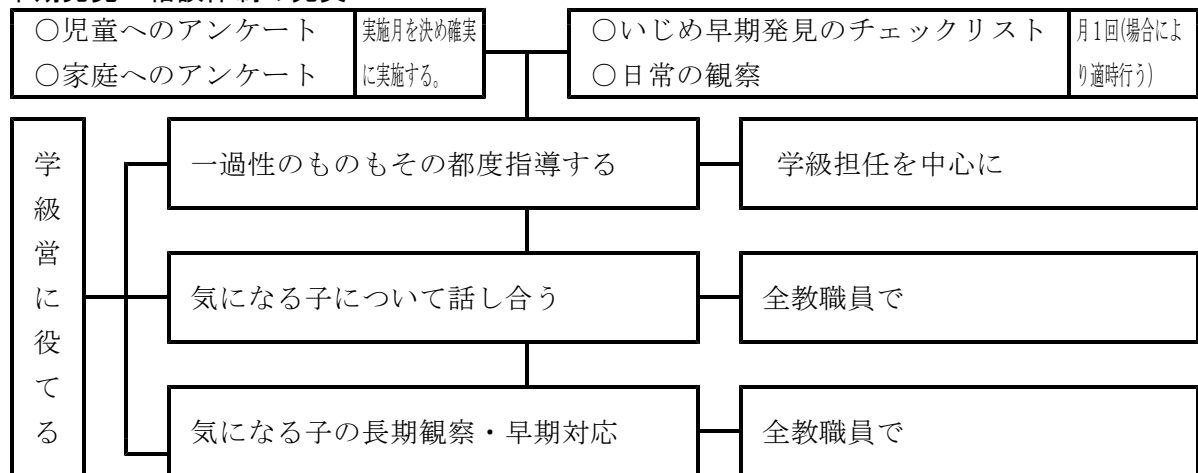 ○児童へのアンケート
○家庭へのアンケート
実施月を決め確実
に実施する。
○いじめ早期発見のチェックリスト
○日常の観察
月1回(場合によ
り適時行う)
学級営に役てる
一過性のものもその都度指導する
学級担任を中心に
気になる子について話し合う
全教職員で
気になる子の長期観察・早期対応
全教職員で